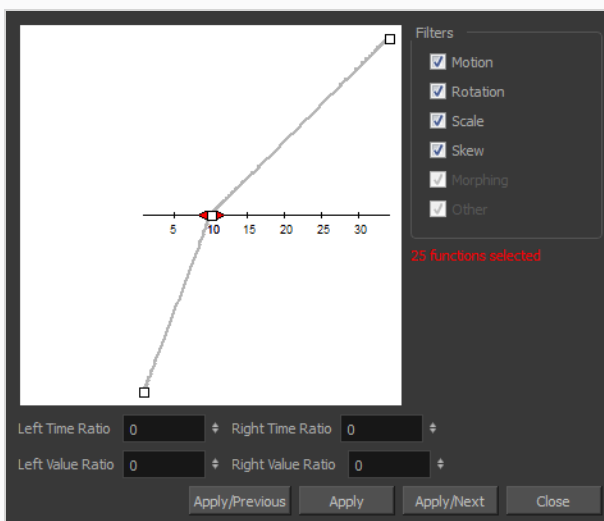 Filters
Motion
Rotation
Scale
Skew
Morphing
Other
5 10 15 20 25 30
25 functions selected
Left Time Ratio 0 Right Time Ratio 0
Left Value Ratio 0 Right Value Ratio 0
Apply/Previous Apply Apply/Next Close